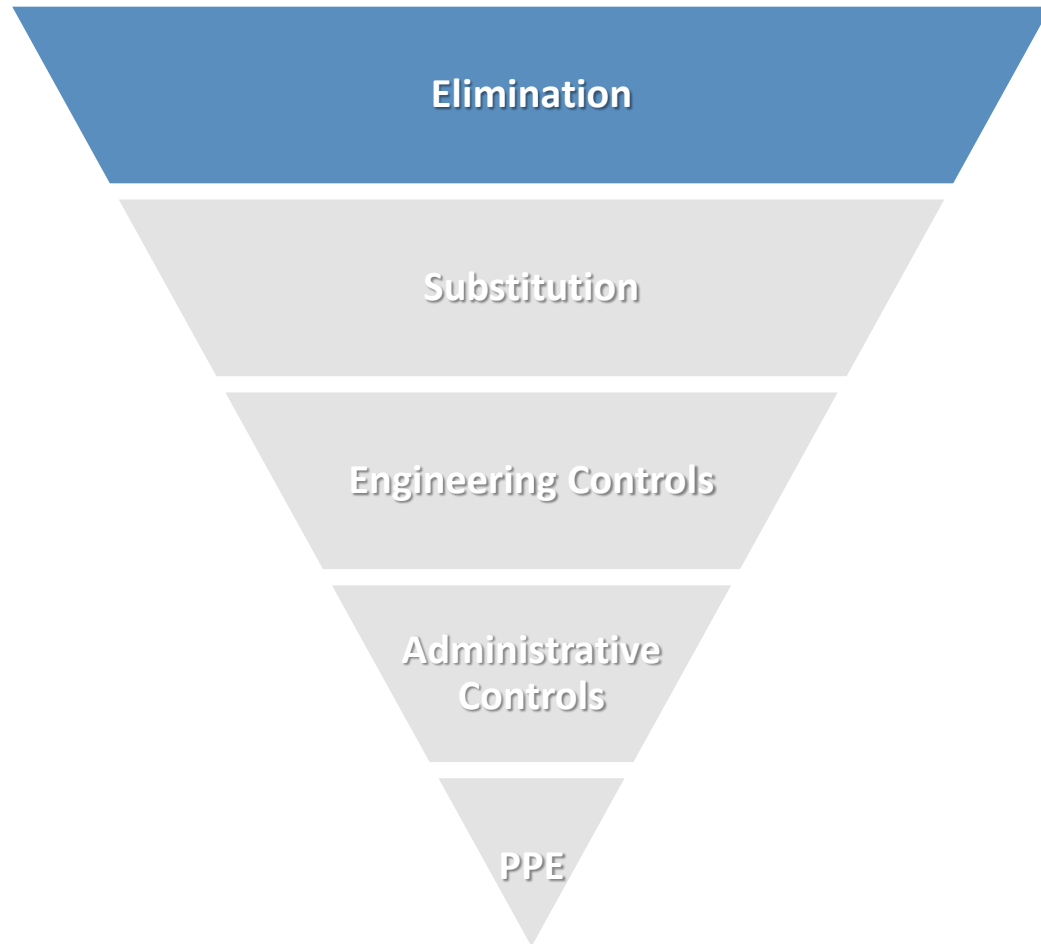 Elimination
Substitution
Engineering Controls
Administrative
Controls
PPE